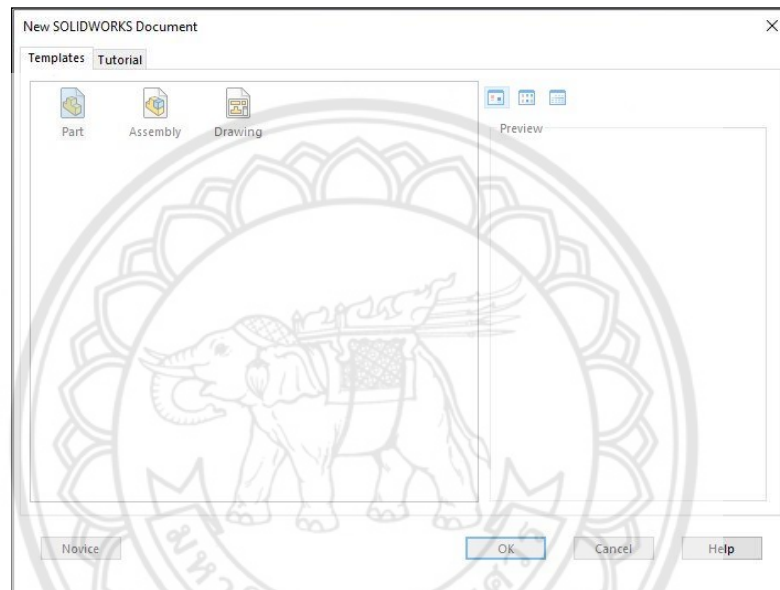 New SOLIDWORKS Document
Templates Tutorial
Part Assembly Drawing
Preview
Novice OK Cancel Help